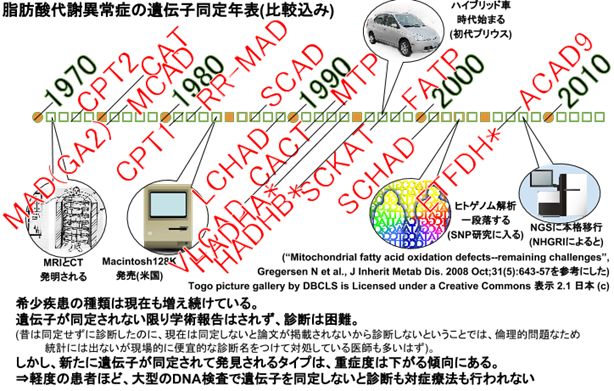 脂肪酸代謝異常症の遺伝子同定年表(比較込み)
ハイブリッド車
時代始まる
(初代プリウス)
1970
1980
1990
2000
2010
CPT2
CAT
MCAD
RR-MAD
SCAD
MTP
FATP
ACAD9
MAD(GA2)
CPT1
LCHAD
CACT
VLCAD
HADHA*
HADHB*
SCKAT
SCHAD
ETFDH*
MRIとCT
発明される
Macintosh128K
発売(米国)
ヒトゲノム解析
一段落する
(SNP研究に入る)
NGSに本格移行
(NHGRIによると)
("Mitochondrial fatty acid oxidation defects--remaining challenges",
Gregersen N et al., J Inherit Metab Dis. 2008 Oct;31(5):643-57を参考にした)
Togo picture gallery by DBCLS is Licensed under a Creative Commons 表示 2.1 日本 (c)
希少疾患の種類は現在も増え続けている。
遺伝子が同定されない限り学術報告はされず、診断は困難。
(昔は同定せずに診断したのに、現在は同定しないと論文が掲載されないから診断しないということでは、倫理的問題なため
統計には出ないが現場的に便宜的な診断名をつけて対処している医師も多いはず)。
しかし、新たに遺伝子が同定されて発見されるタイプは、重症度は下がる傾向にある。
⇒軽度の患者ほど、大型のDNA検査で遺伝子を同定しないと診断も対症療法も行われない